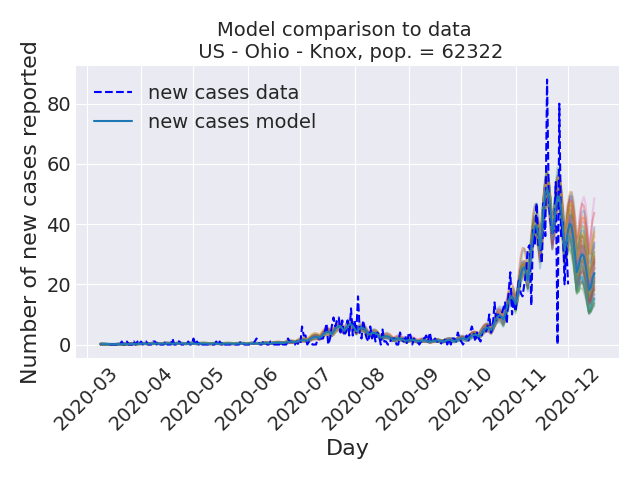 Model comparison to data
US - Ohio - Knox, pop. = 62322
Number of new cases reported
80
60
40
20
0
new cases data
new cases model
2020-03
2020-04
2020-05
2020-06
2020-07
2020-08
2020-09
2020-10
2020-11
2020-12
Day